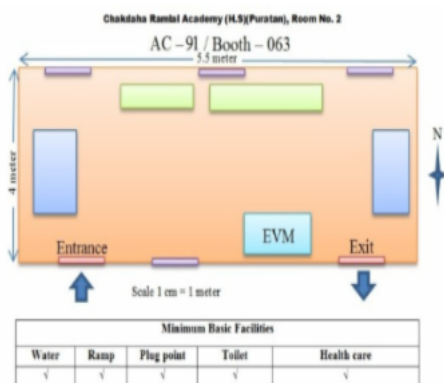 Chakdaha Ramlal Academy (H.S)(Puratan), Room No. 2
AC – 91 / Booth – 063
5.5 meter
4 meter
N
EVM
Entrance
Exit
Scale 1 cm = 1 meter
Minimum Basic Facilities
Water Ramp Plug point Toilet Health care
√ √ √ √ √